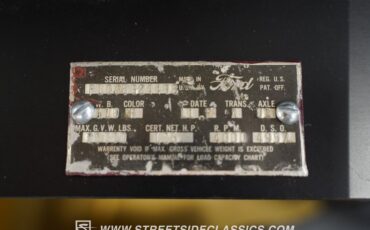 SERIAL NUMBER MADE IN U.S.A. BY Ford REG. U.S. PAT. OFF.
W. B. COLOR DATE TRANS. AXLE
MAX. G.V.W. LBS. CERT. NET H.P. R.P.M. D.S.O.
WARRANTY VOID IF MAX. GROSS VEHICLE WEIGHT IS EXCEEDED
(SEE OPERATOR'S MANUAL FOR LOAD CAPACITY CHART)
WWW.STREETSIDECLASSICS.COM